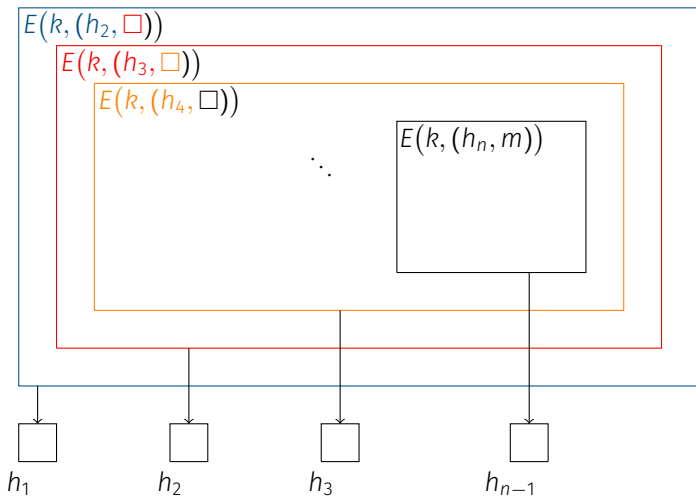 E(k, (h₂, □))
E(k, (h₃, □))
E(k, (h₄, □))
⋱
E(k, (hₙ, m))
h₁ h₂ h₃ hₙ₋₁